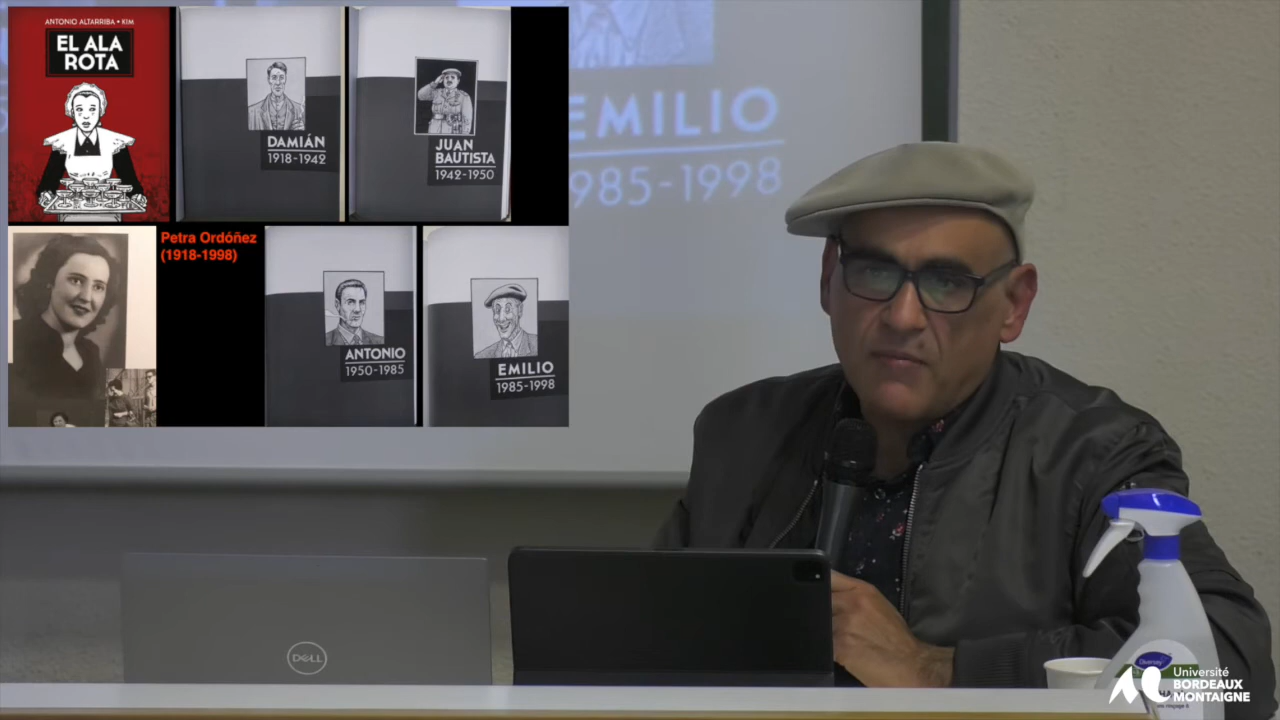 ANTONIO ALTARRIBA • KIM
EL ALA
ROTA
DAMIÁN
1918-1942
JUAN
BAUTISTA
1942-1950
Petra Ordóñez
(1918-1998)
ANTONIO
1950-1985
EMILIO
1985-1998
EMILIO
985-1998
DELL
Diversey
Université
BORDEAUX
MONTAIGNE